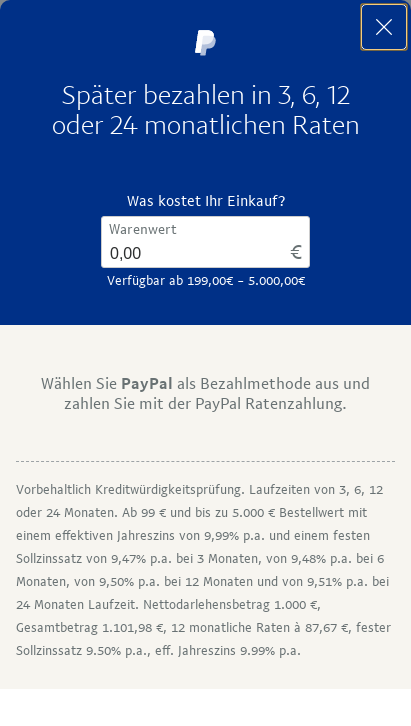 Später bezahlen in 3, 6, 12
oder 24 monatlichen Raten
Was kostet Ihr Einkauf?
Warenwert
0,00 €
Verfügbar ab 199,00€ – 5.000,00€
Wählen Sie PayPal als Bezahlmethode aus und
zahlen Sie mit der PayPal Ratenzahlung.
Vorbehaltlich Kreditwürdigkeitsprüfung. Laufzeiten von 3, 6, 12
oder 24 Monaten. Ab 99 € und bis zu 5.000 € Bestellwert mit
einem effektiven Jahreszins von 9,99% p.a. und einem festen
Sollzinssatz von 9,47% p.a. bei 3 Monaten, von 9,48% p.a. bei 6
Monaten, von 9,50% p.a. bei 12 Monaten und von 9,51% p.a. bei
24 Monaten Laufzeit. Nettodarlehensbetrag 1.000 €,
Gesamtbetrag 1.101,98 €, 12 monatliche Raten à 87,67 €, fester
Sollzinssatz 9.50% p.a., eff. Jahreszins 9.99% p.a.